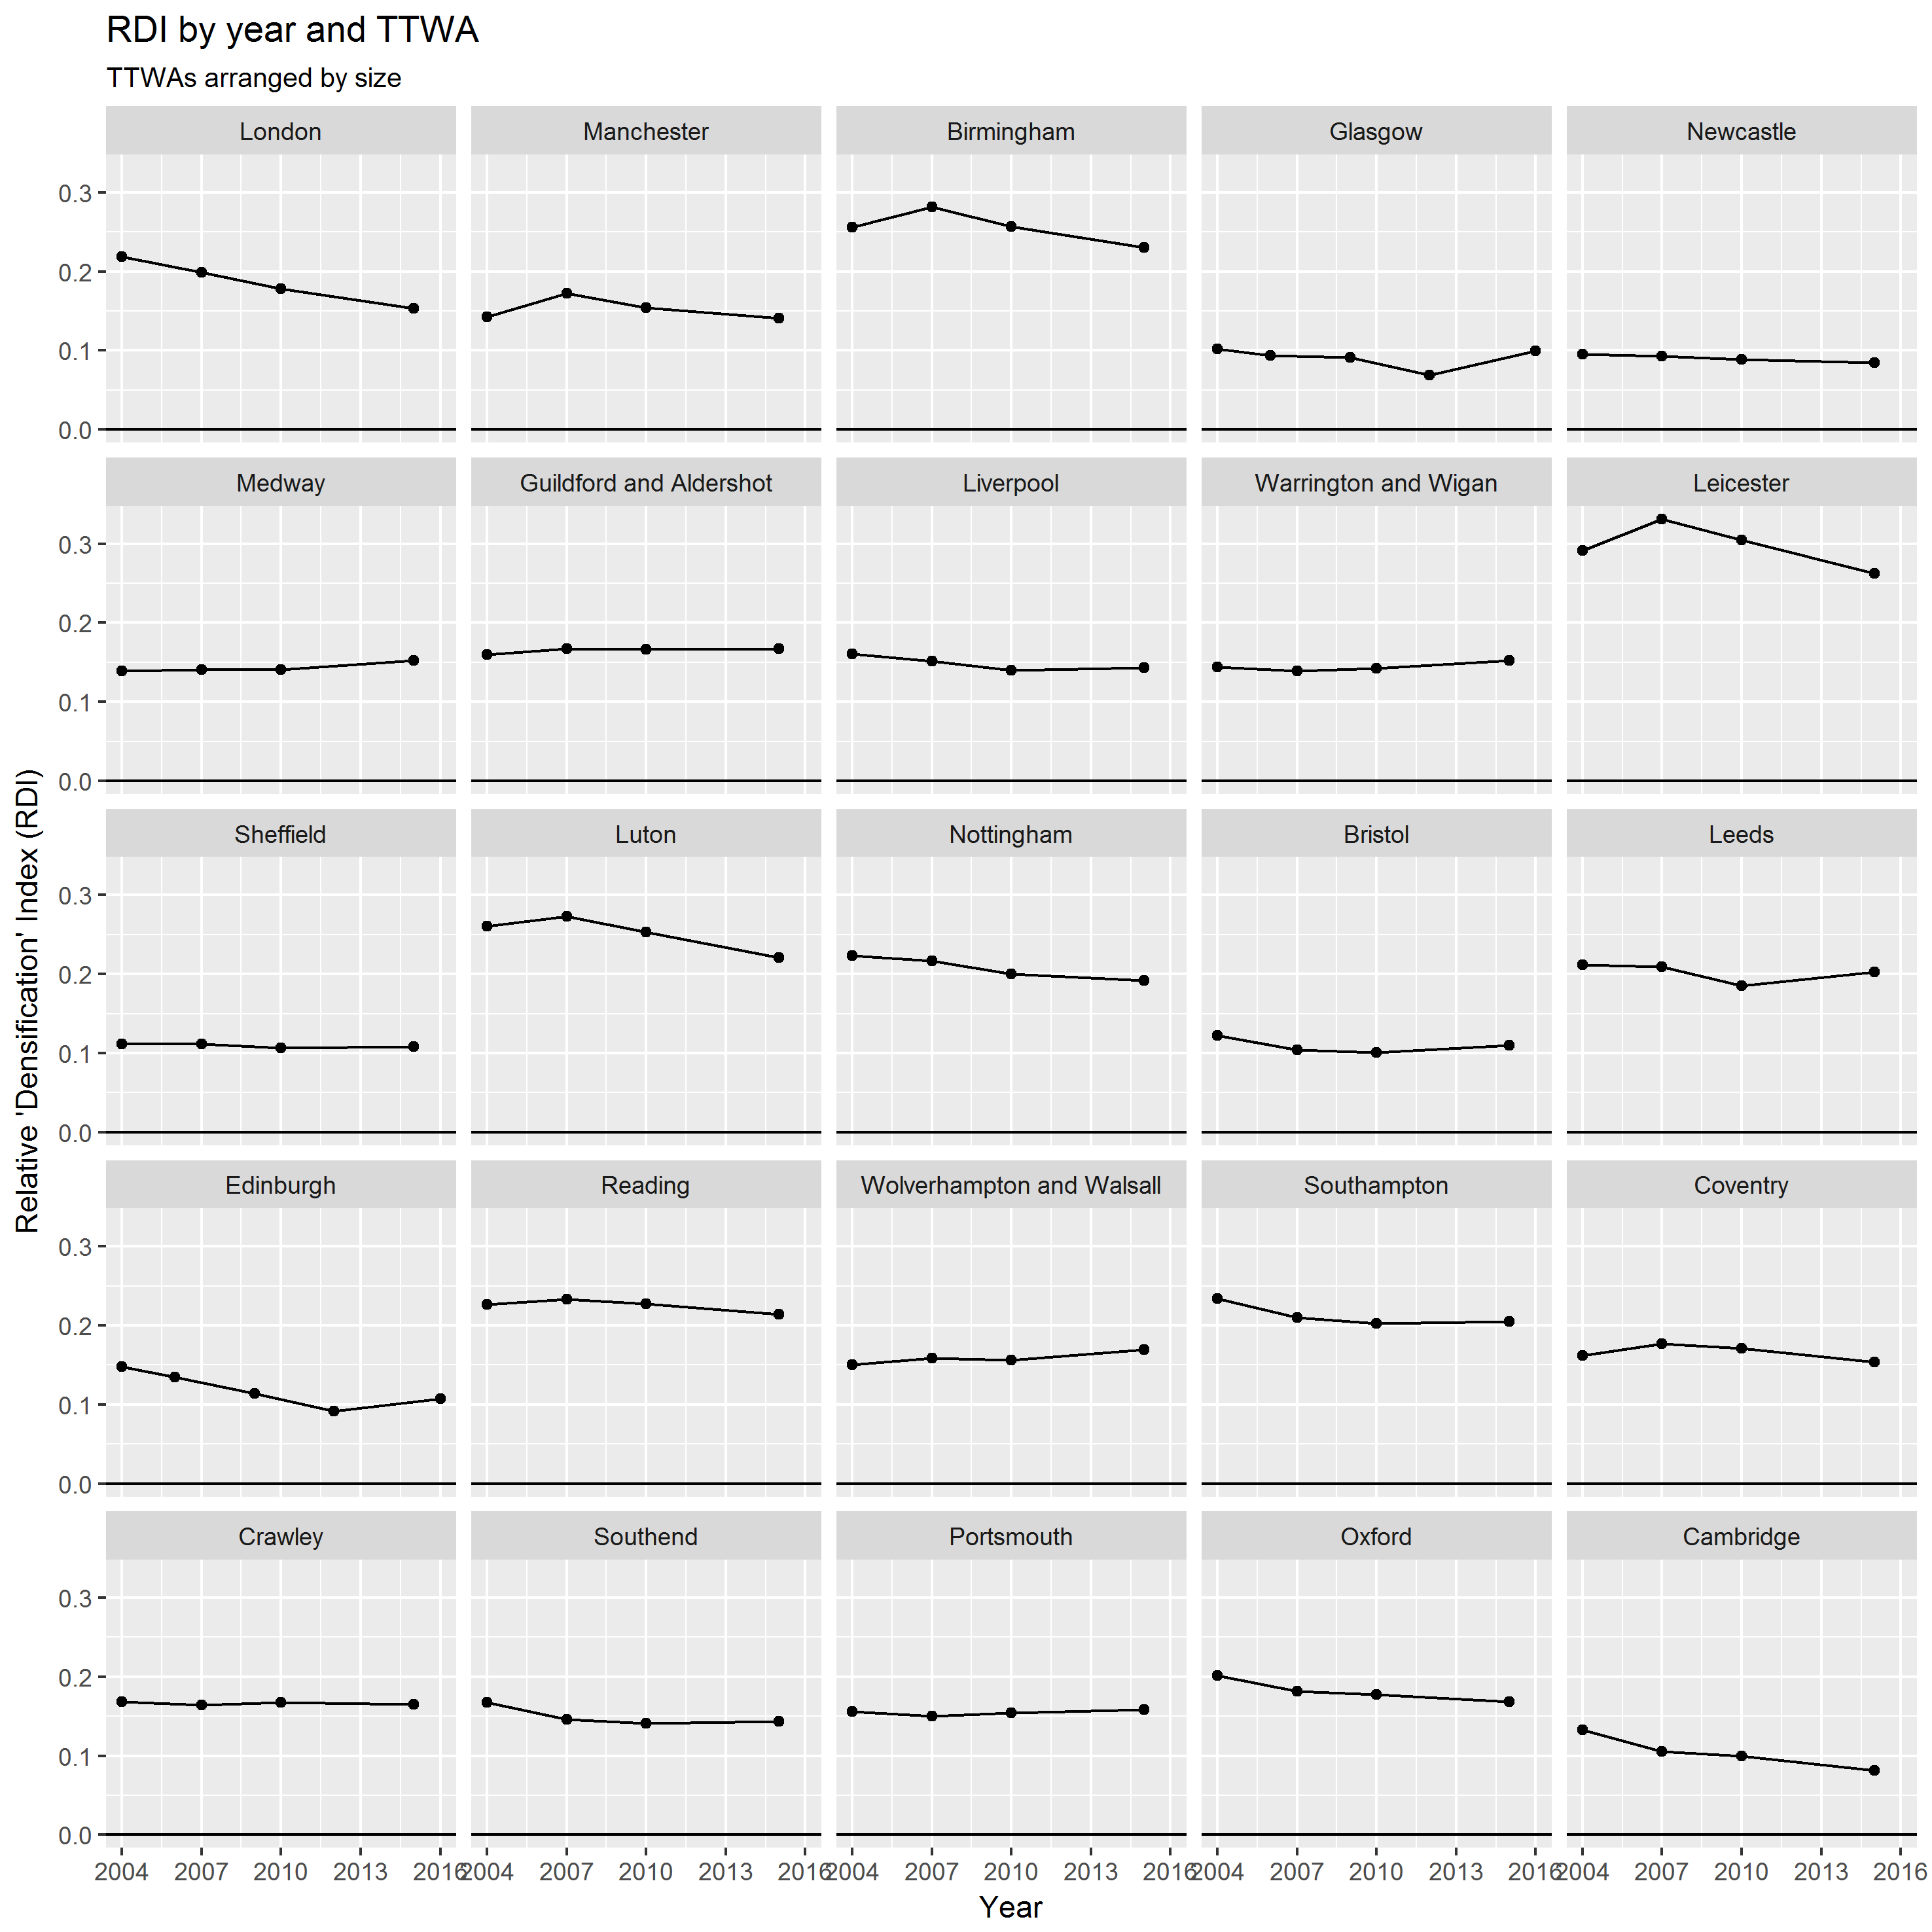 RDI by year and TTWA
TTWAs arranged by size
London Manchester Birmingham Glasgow Newcastle
0.3
0.2
0.1
0.0
Medway Guildford and Aldershot Liverpool Warrington and Wigan Leicester
0.3
0.2
0.1
0.0
Sheffield Luton Nottingham Bristol Leeds
0.3
0.2
0.1
0.0
Edinburgh Reading Wolverhampton and Walsall Southampton Coventry
0.3
0.2
0.1
0.0
Crawley Southend Portsmouth Oxford Cambridge
0.3
0.2
0.1
0.0
2004 2007 2010 2013 2016 2004 2007 2010 2013 2016 2004 2007 2010 2013 2016 2004 2007 2010 2013 2016 2004 2007 2010 2013 2016
Year
Relative 'Densification' Index (RDI)